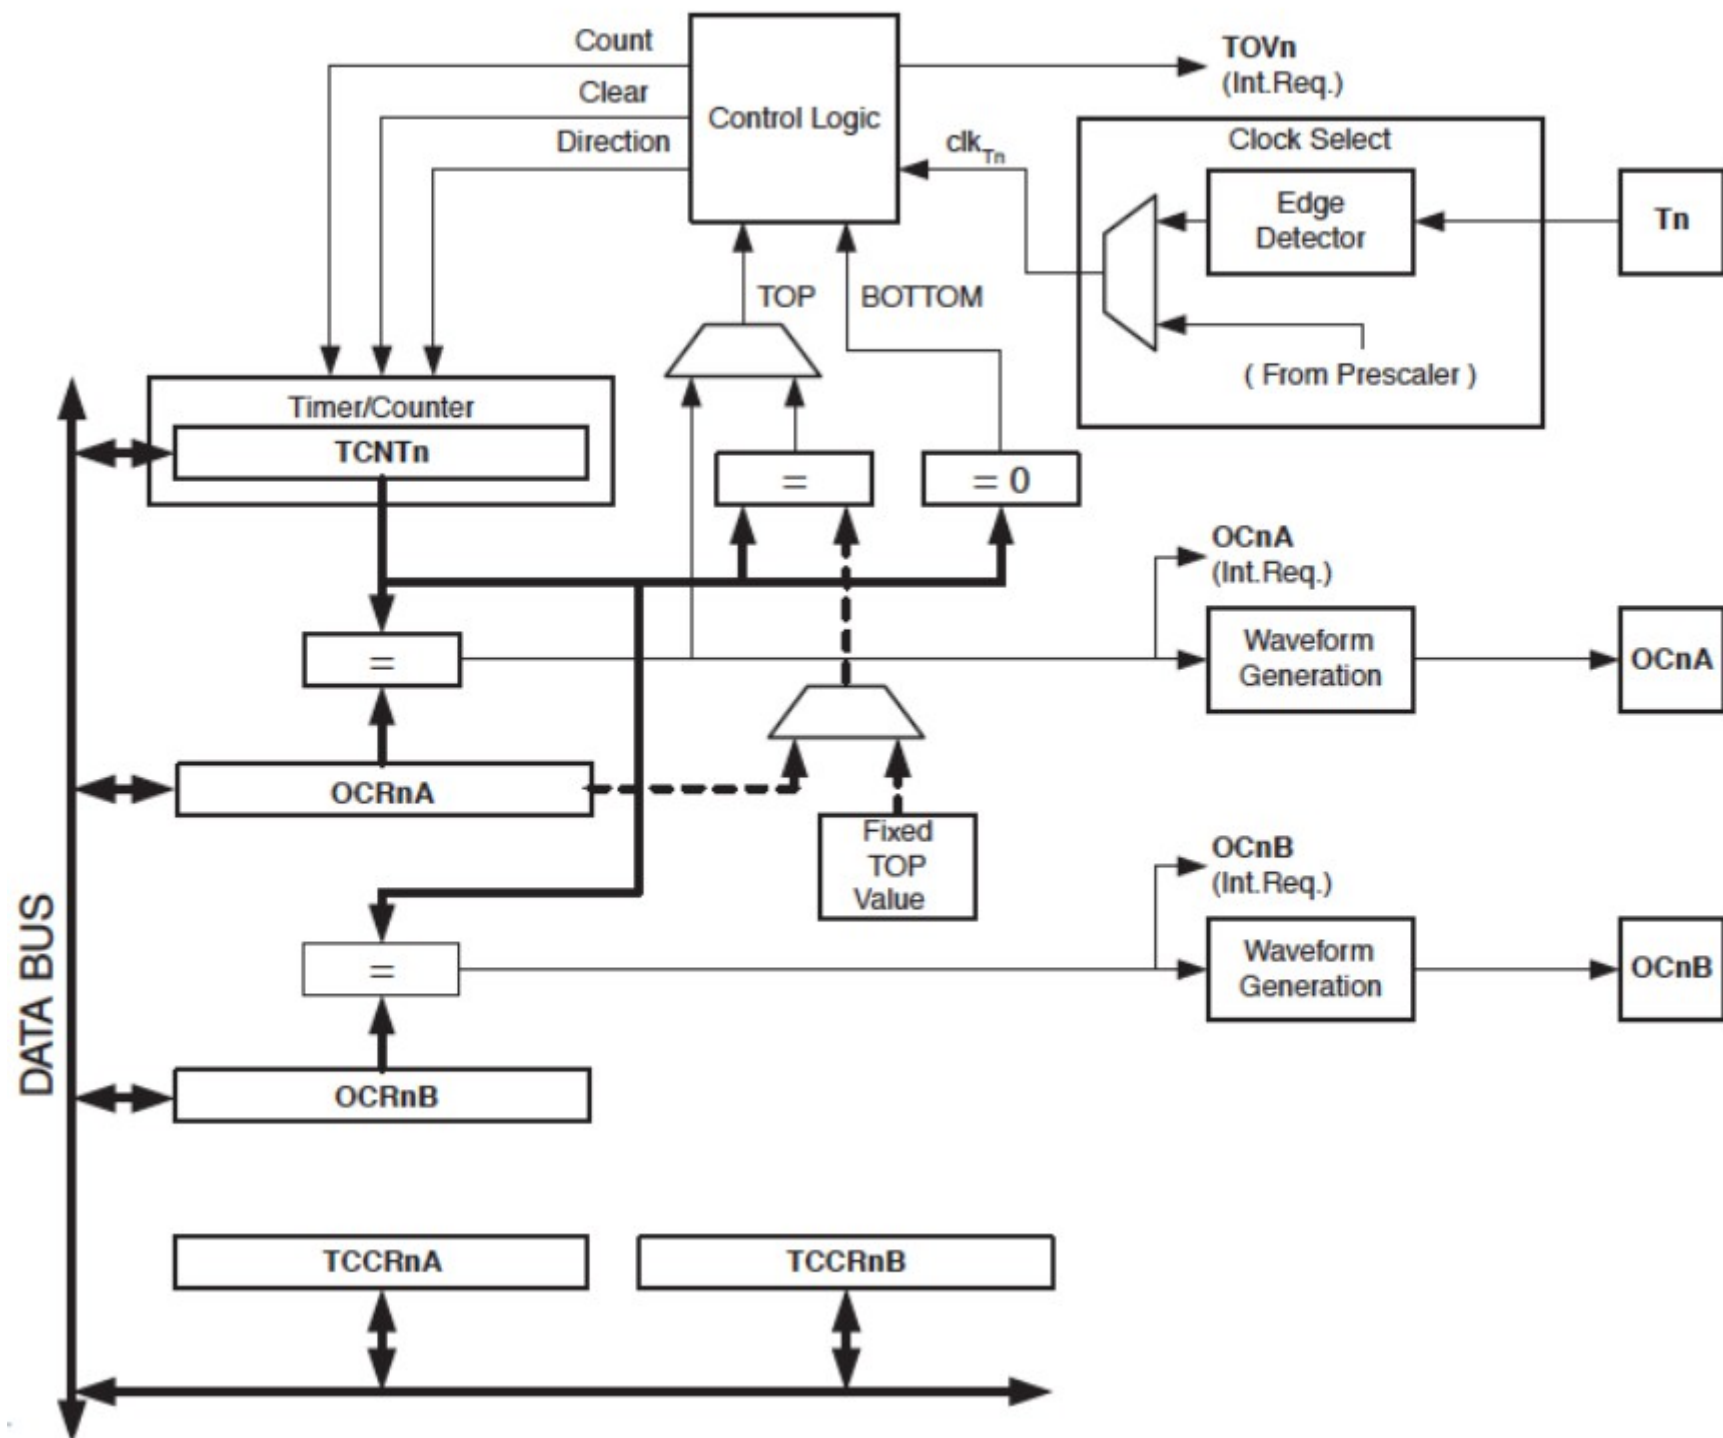 Count
TOVn
(Int.Req.)
Clear
Control Logic
Clock Select
Direction
clkTn
Edge
Detector
Tn
TOP
BOTTOM
( From Prescaler )
Timer/Counter
TCNTn
=
= 0
OCnA
(Int.Req.)
=
Waveform
Generation
OCnA
OCRnA
Fixed
TOP
Value
OCnB
(Int.Req.)
DATA BUS
=
Waveform
Generation
OCnB
OCRnB
TCCRnA
TCCRnB